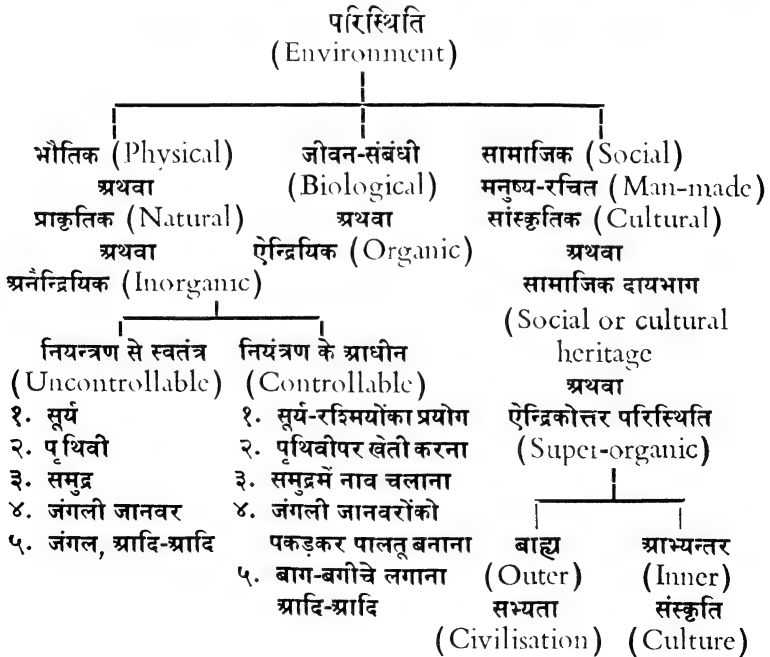 परिस्थिति
(Environment)
भौतिक (Physical)
अथवा
प्राकृतिक (Natural)
अथवा
अनैन्द्रियिक (Inorganic)
जीवन-संबंधी
(Biological)
अथवा
ऐन्द्रियिक (Organic)
सामाजिक (Social)
मनुष्य-रचित (Man-made)
सांस्कृतिक (Cultural)
अथवा
सामाजिक दायभाग
(Social or cultural
heritage
अथवा
ऐन्द्रिकोत्तर परिस्थिति
(Super-organic)
नियन्त्रण से स्वतंत्र
(Uncontrollable)
१. सूर्य
२. पृथिवी
३. समुद्र
४. जंगली जानवर
५. जंगल, आदि-आदि
नियंत्रण के आधीन
(Controllable)
१. सूर्य-रश्मियोंका प्रयोग
२. पृथिवीपर खेती करना
३. समुद्रमें नाव चलाना
४. जंगली जानवरोंको
पकड़कर पालतू बनाना
५. बाग-बगीचे लगाना
आदि-आदि
बाह्य
(Outer)
सभ्यता
(Civilisation)
आभ्यन्तर
(Inner)
संस्कृति
(Culture)